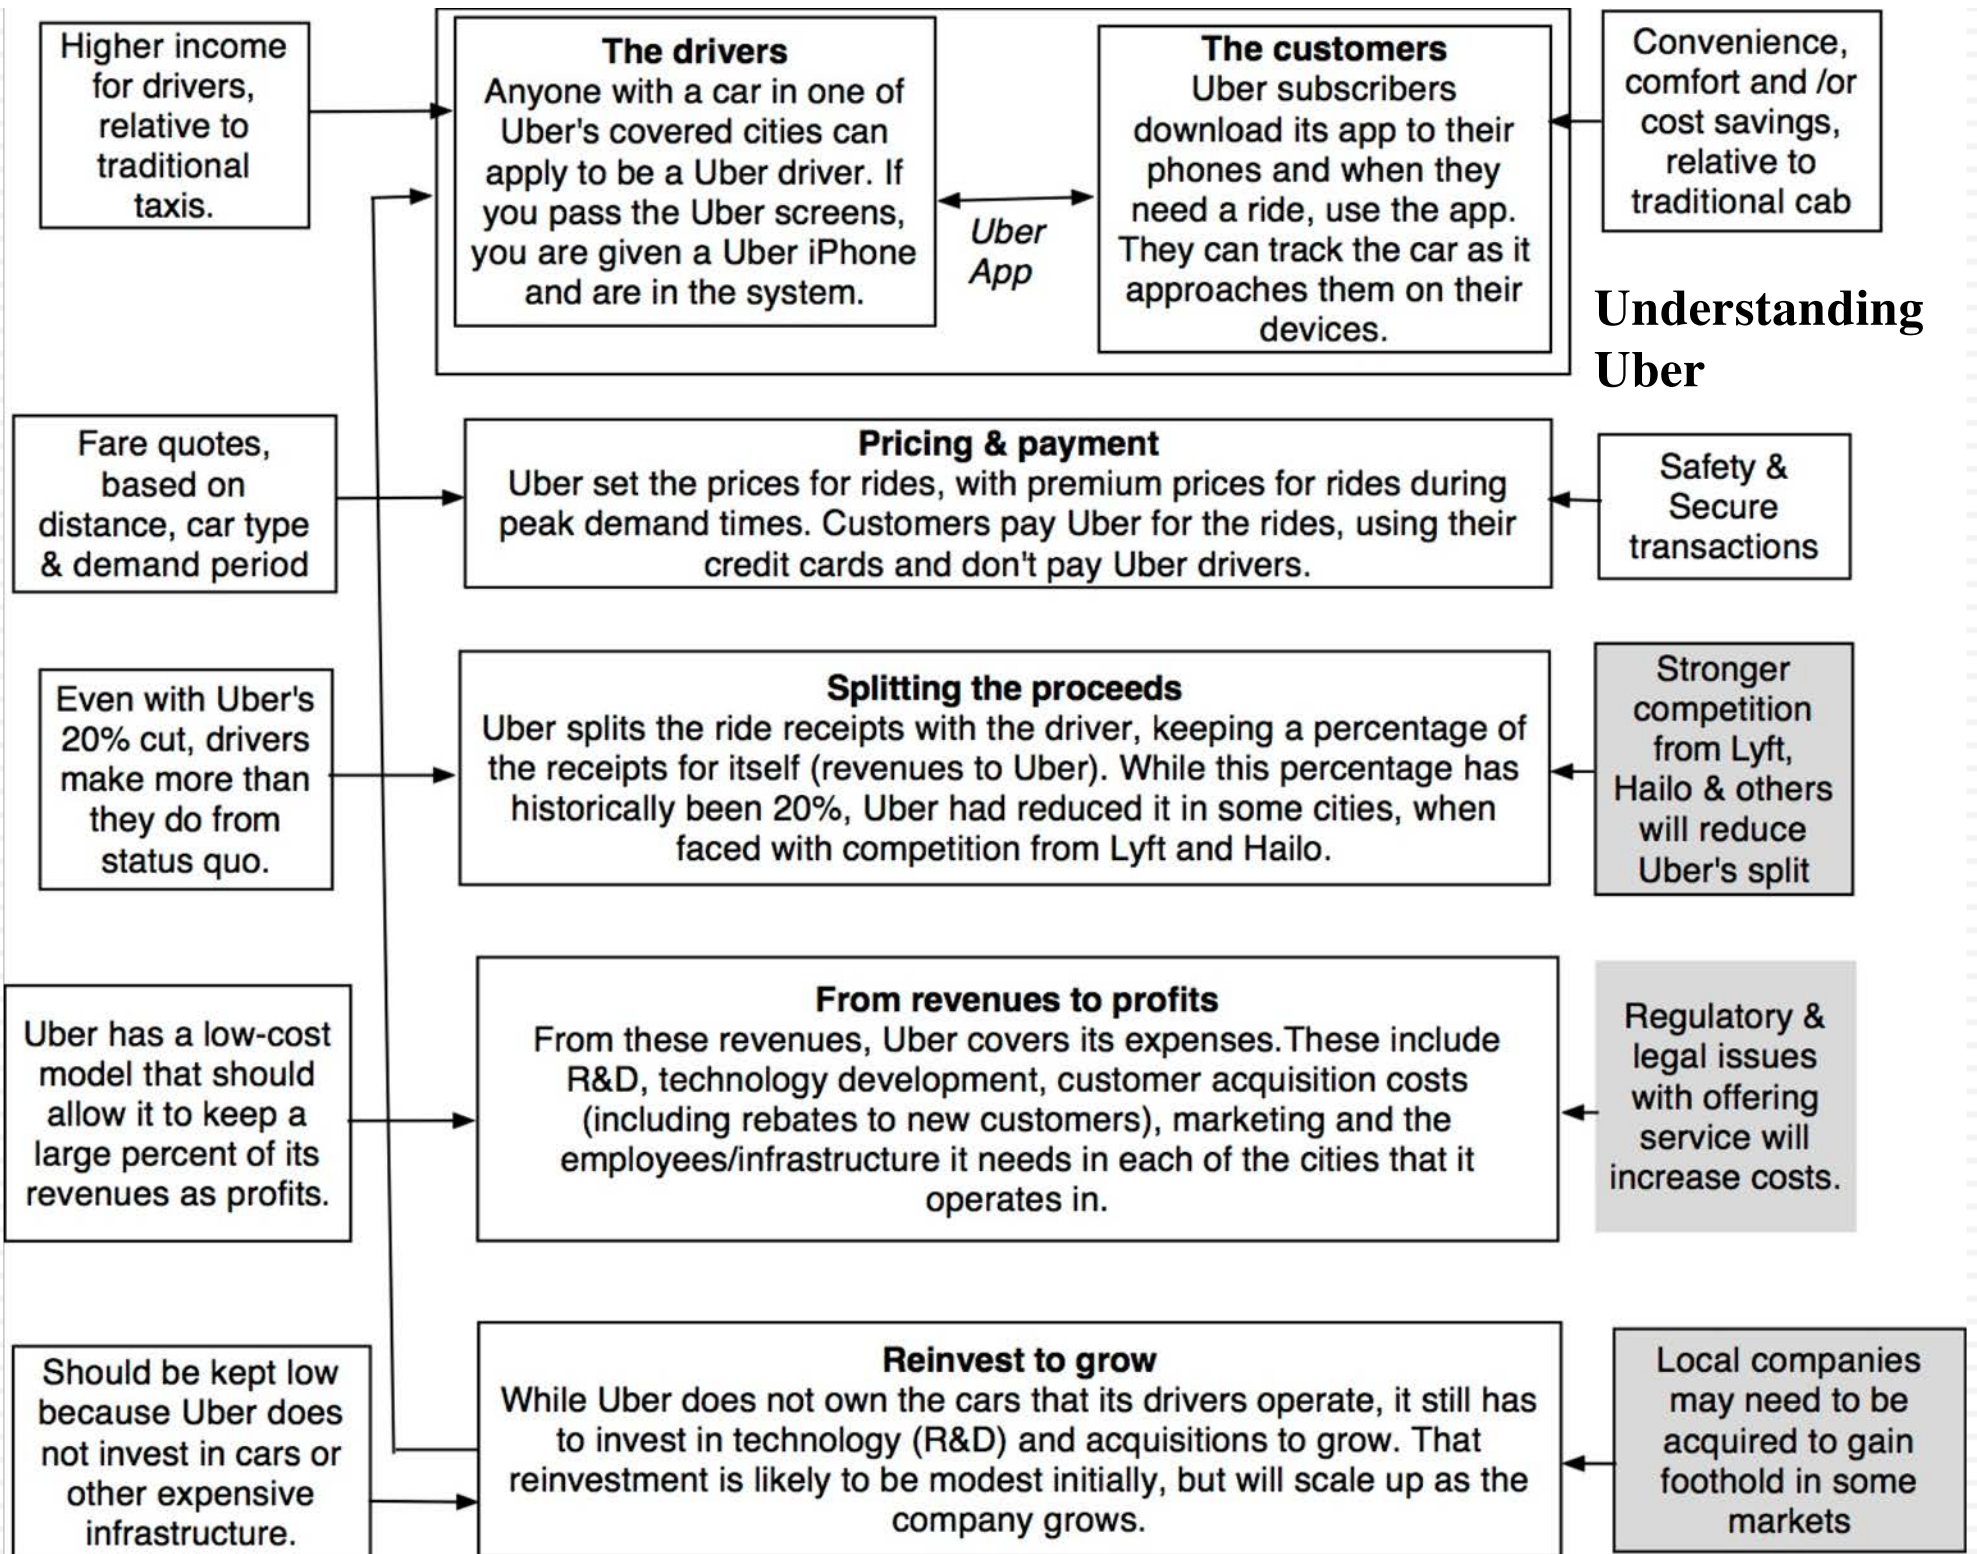 Higher income
for drivers,
relative to
traditional
taxis.
The drivers
Anyone with a car in one of
Uber's covered cities can
apply to be a Uber driver. If
you pass the Uber screens,
you are given a Uber iPhone
and are in the system.
Uber
App
The customers
Uber subscribers
download its app to their
phones and when they
need a ride, use the app.
They can track the car as it
approaches them on their
devices.
Convenience,
comfort and /or
cost savings,
relative to
traditional cab
Understanding
Uber
Fare quotes,
based on
distance, car type
& demand period
Pricing & payment
Uber set the prices for rides, with premium prices for rides during
peak demand times. Customers pay Uber for the rides, using their
credit cards and don't pay Uber drivers.
Safety &
Secure
transactions
Even with Uber's
20% cut, drivers
make more than
they do from
status quo.
Splitting the proceeds
Uber splits the ride receipts with the driver, keeping a percentage of
the receipts for itself (revenues to Uber). While this percentage has
historically been 20%, Uber had reduced it in some cities, when
faced with competition from Lyft and Hailo.
Stronger
competition
from Lyft,
Hailo & others
will reduce
Uber's split
Uber has a low-cost
model that should
allow it to keep a
large percent of its
revenues as profits.
From revenues to profits
From these revenues, Uber covers its expenses.These include
R&D, technology development, customer acquisition costs
(including rebates to new customers), marketing and the
employees/infrastructure it needs in each of the cities that it
operates in.
Regulatory &
legal issues
with offering
service will
increase costs.
Should be kept low
because Uber does
not invest in cars or
other expensive
infrastructure.
Reinvest to grow
While Uber does not own the cars that its drivers operate, it still has
to invest in technology (R&D) and acquisitions to grow. That
reinvestment is likely to be modest initially, but will scale up as the
company grows.
Local companies
may need to be
acquired to gain
foothold in some
markets